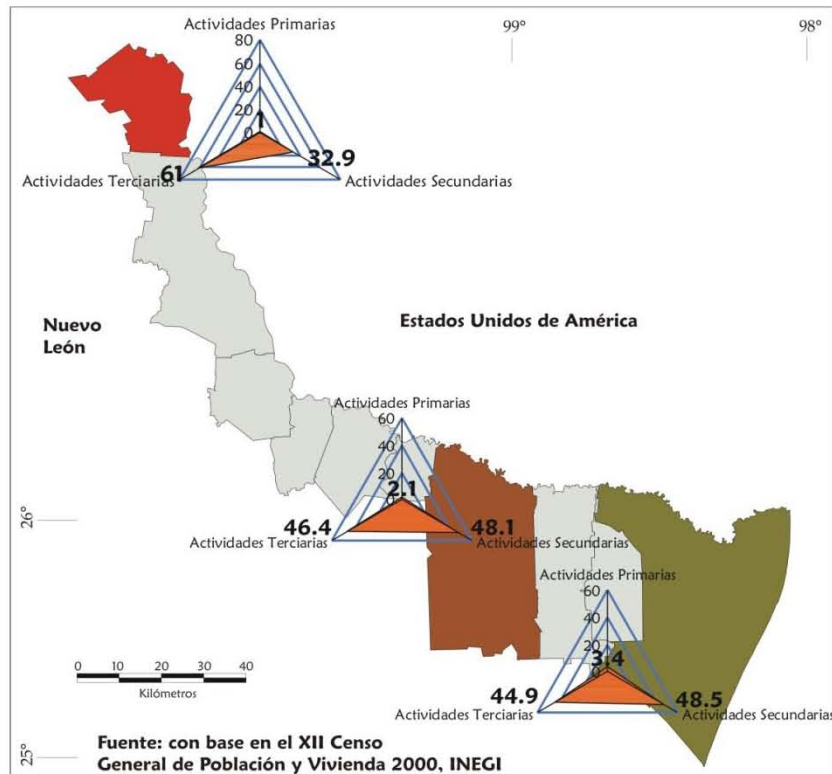 99°
98°
Actividades Primarias
80
60
40
20
0
1
32.9
61
Actividades Terciarias
Actividades Secundarias
Nuevo
León
Estados Unidos de América
Actividades Primarias
60
40
20
0
2.1
46.4
48.1
Actividades Terciarias
Actividades Secundarias
26°
Actividades Primarias
60
40
20
0
3.4
44.9
48.5
Actividades Terciarias
Actividades Secundarias
0 10 20 30 40
Kilómetros
Fuente: con base en el XII Censo
General de Población y Vivienda 2000, INEGI
25°